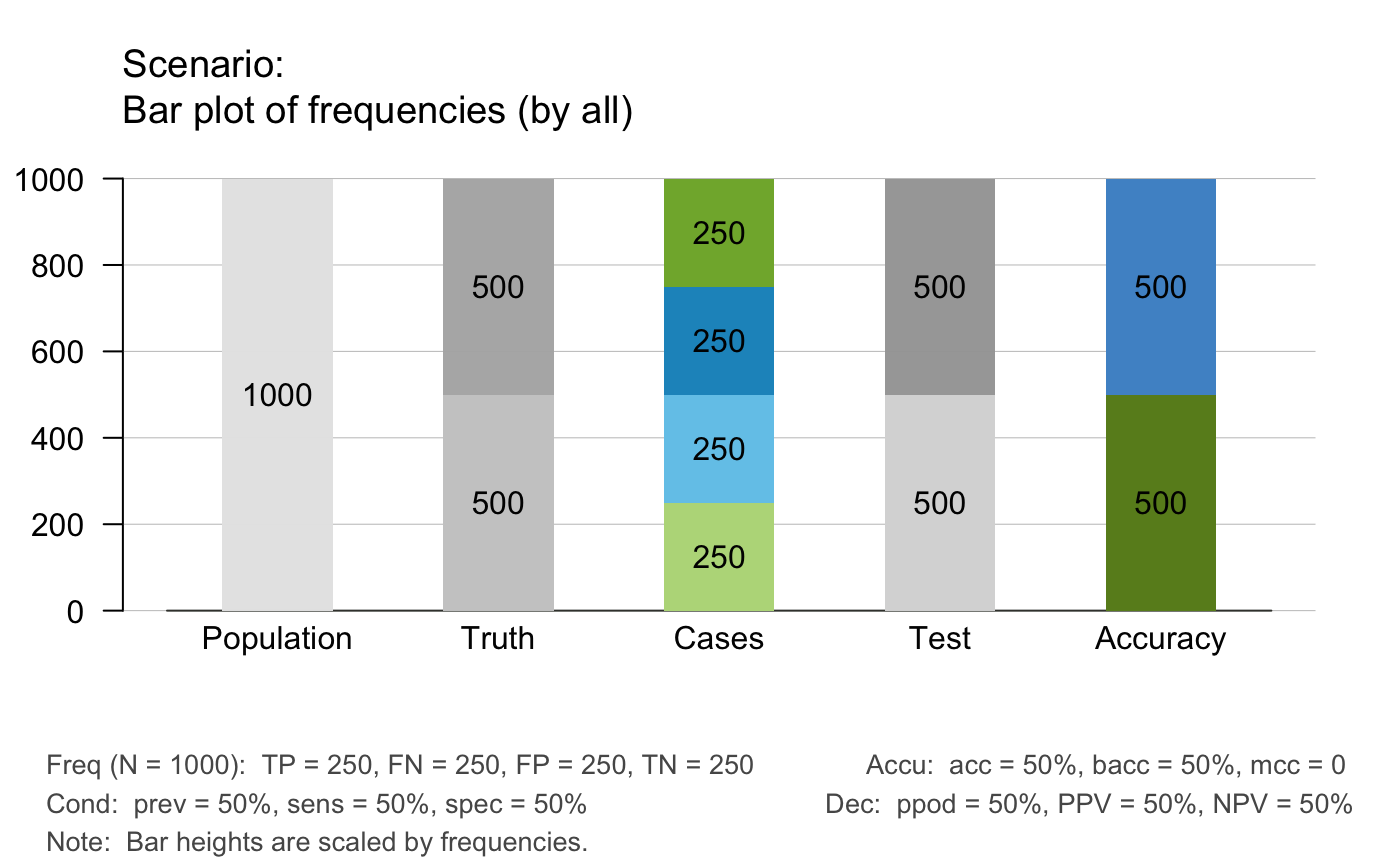 Scenario:
Bar plot of frequencies (by all)
1000
800
600
400
200
0
1000
500
500
250
250
250
250
500
500
500
500
Population
Truth
Cases
Test
Accuracy
Freq (N = 1000):  TP = 250, FN = 250, FP = 250, TN = 250
Accu:  acc = 50%, bacc = 50%, mcc = 0
Cond:  prev = 50%, sens = 50%, spec = 50%
Dec:  ppod = 50%, PPV = 50%, NPV = 50%
Note:  Bar heights are scaled by frequencies.